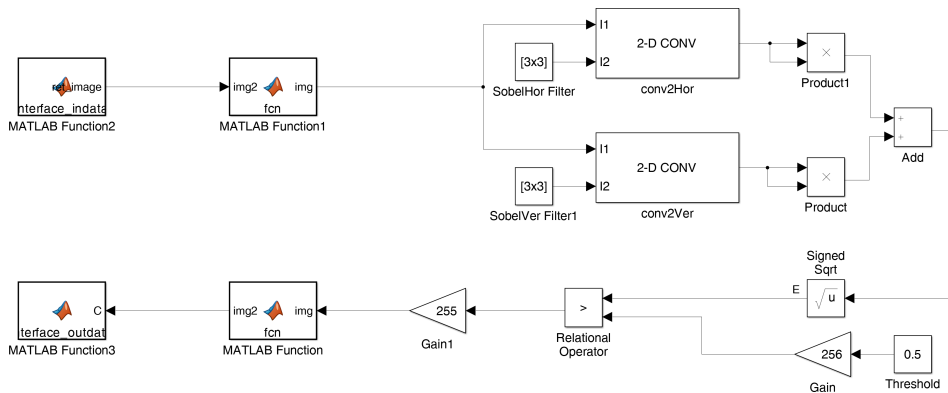 I1
2-D CONV
[3x3]
I2
SobelHor Filter
conv2Hor
×
Product1
ret_image
nterface_indata
MATLAB Function2
img2 img
fcn
MATLAB Function1
+
+
Add
I1
2-D CONV
[3x3]
I2
SobelVer Filter1
conv2Ver
×
Product
C
terface_outdat
MATLAB Function3
img2 img
fcn
MATLAB Function
255
Gain1
>
Relational
Operator
E
Signed
Sqrt
√u
256
Gain
0.5
Threshold